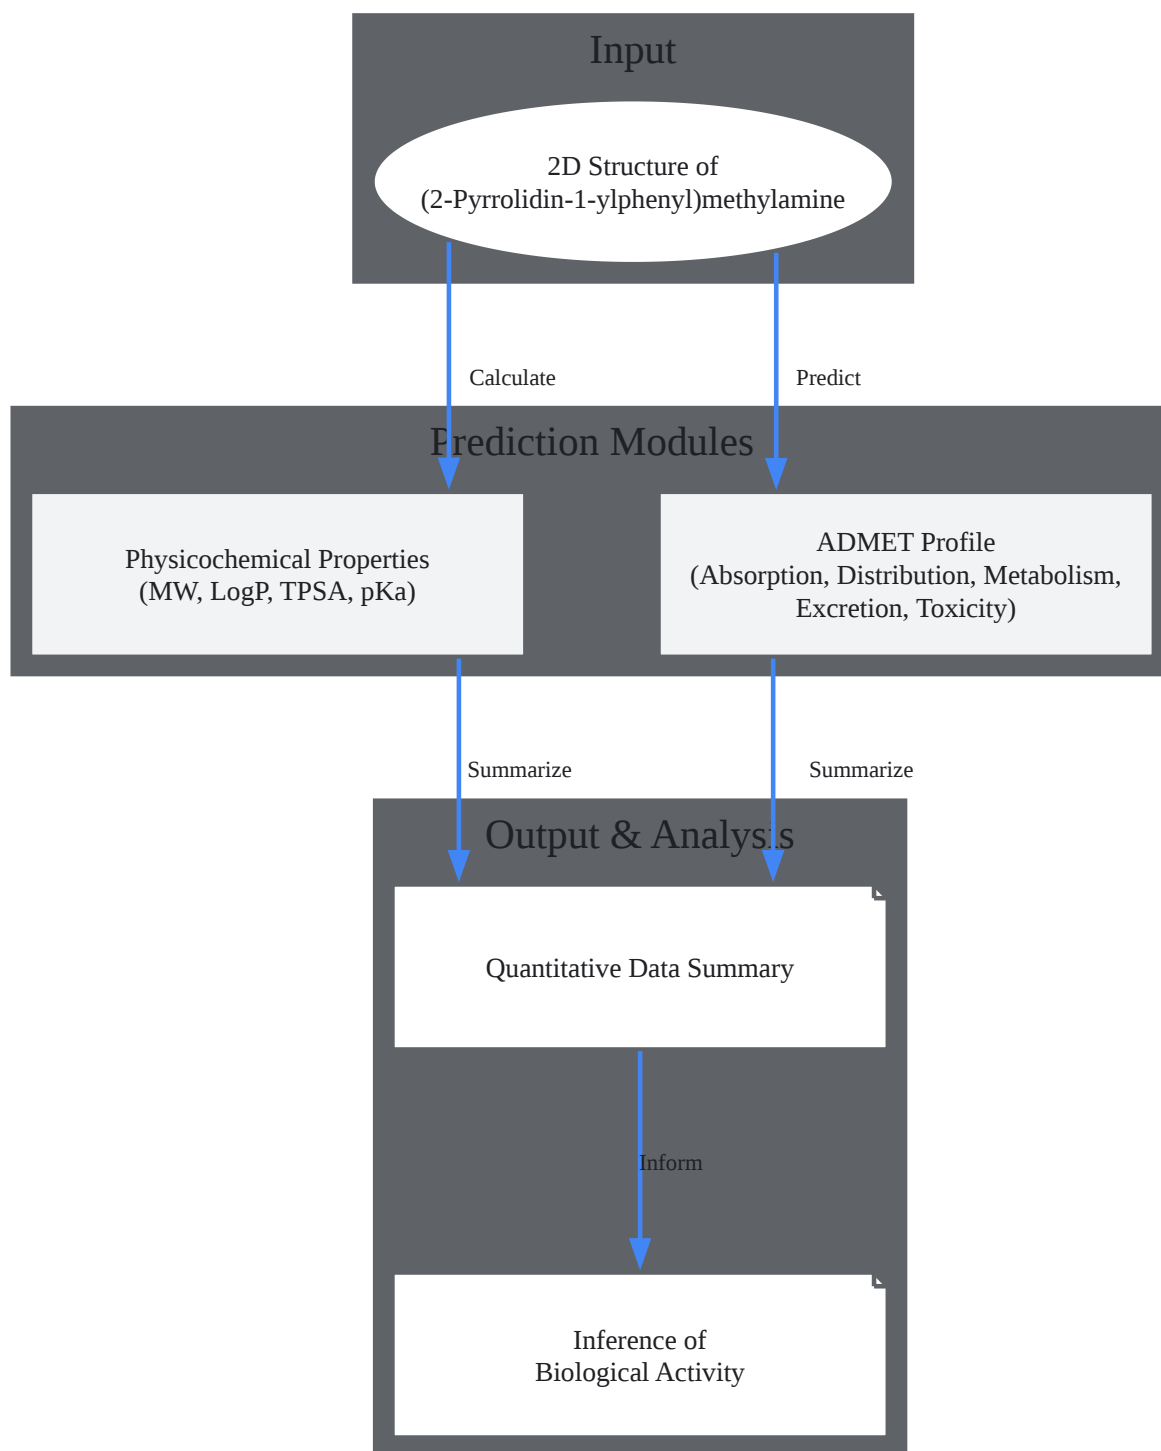 Input
2D Structure of
(2-Pyrrolidin-1-ylphenyl)methylamine
Calculate
Predict
Prediction Modules
Physicochemical Properties
(MW, LogP, TPSA, pKa)
ADMET Profile
(Absorption, Distribution, Metabolism,
Excretion, Toxicity)
Summarize
Summarize
Output & Analysis
Quantitative Data Summary
Inform
Inference of
Biological Activity